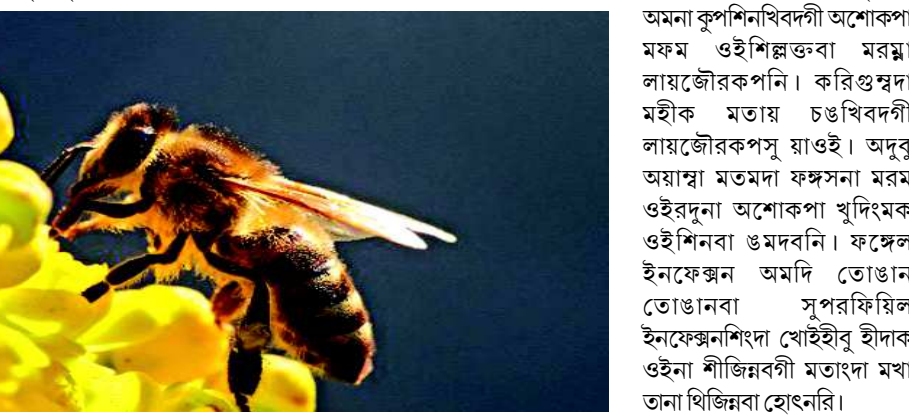 অমনা কুপশিনখিবদগী অশোকপা
মফম ওইশিল্লক্তবা মরম্না
লায়জৌরকপনি। করিগুম্বদা
মহীক মতায় চঙখিবদগী
লায়জৌরকপসু য়াওই। অদুবু
অয়াম্বা মতমদা ফঙ্গসনা মরম
ওইরদুনা অশোকপা খুদিংমক
ওইশিনবা ঙমদবনি। ফঙ্গেল
ইনফেক্সন অমদি তোঙান
তোঙানবা সুপরফিয়িল
ইনফেক্সনশিংদা খোইহীবু হীদাক
ওইনা শীজিন্নবগী মতাংদা মখা
তানা থিজিন্নবা হোৎনরি।